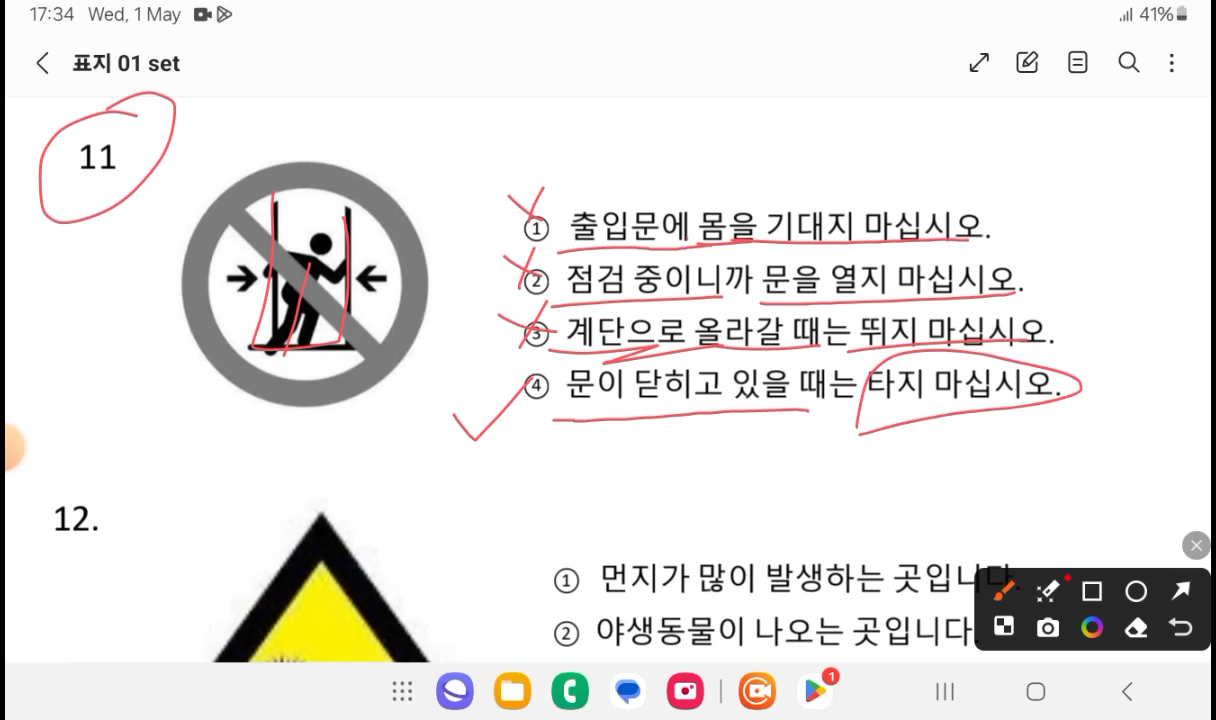 17:34 Wed, 1 May 41%
표지 01 set
11
① 출입문에 몸을 기대지 마십시오.
② 점검 중이니까 문을 열지 마십시오.
③ 계단으로 올라갈 때는 뛰지 마십시오.
④ 문이 닫히고 있을 때는 타지 마십시오.
12.
① 먼지가 많이 발생하는 곳입니다.
② 야생동물이 나오는 곳입니다.
1